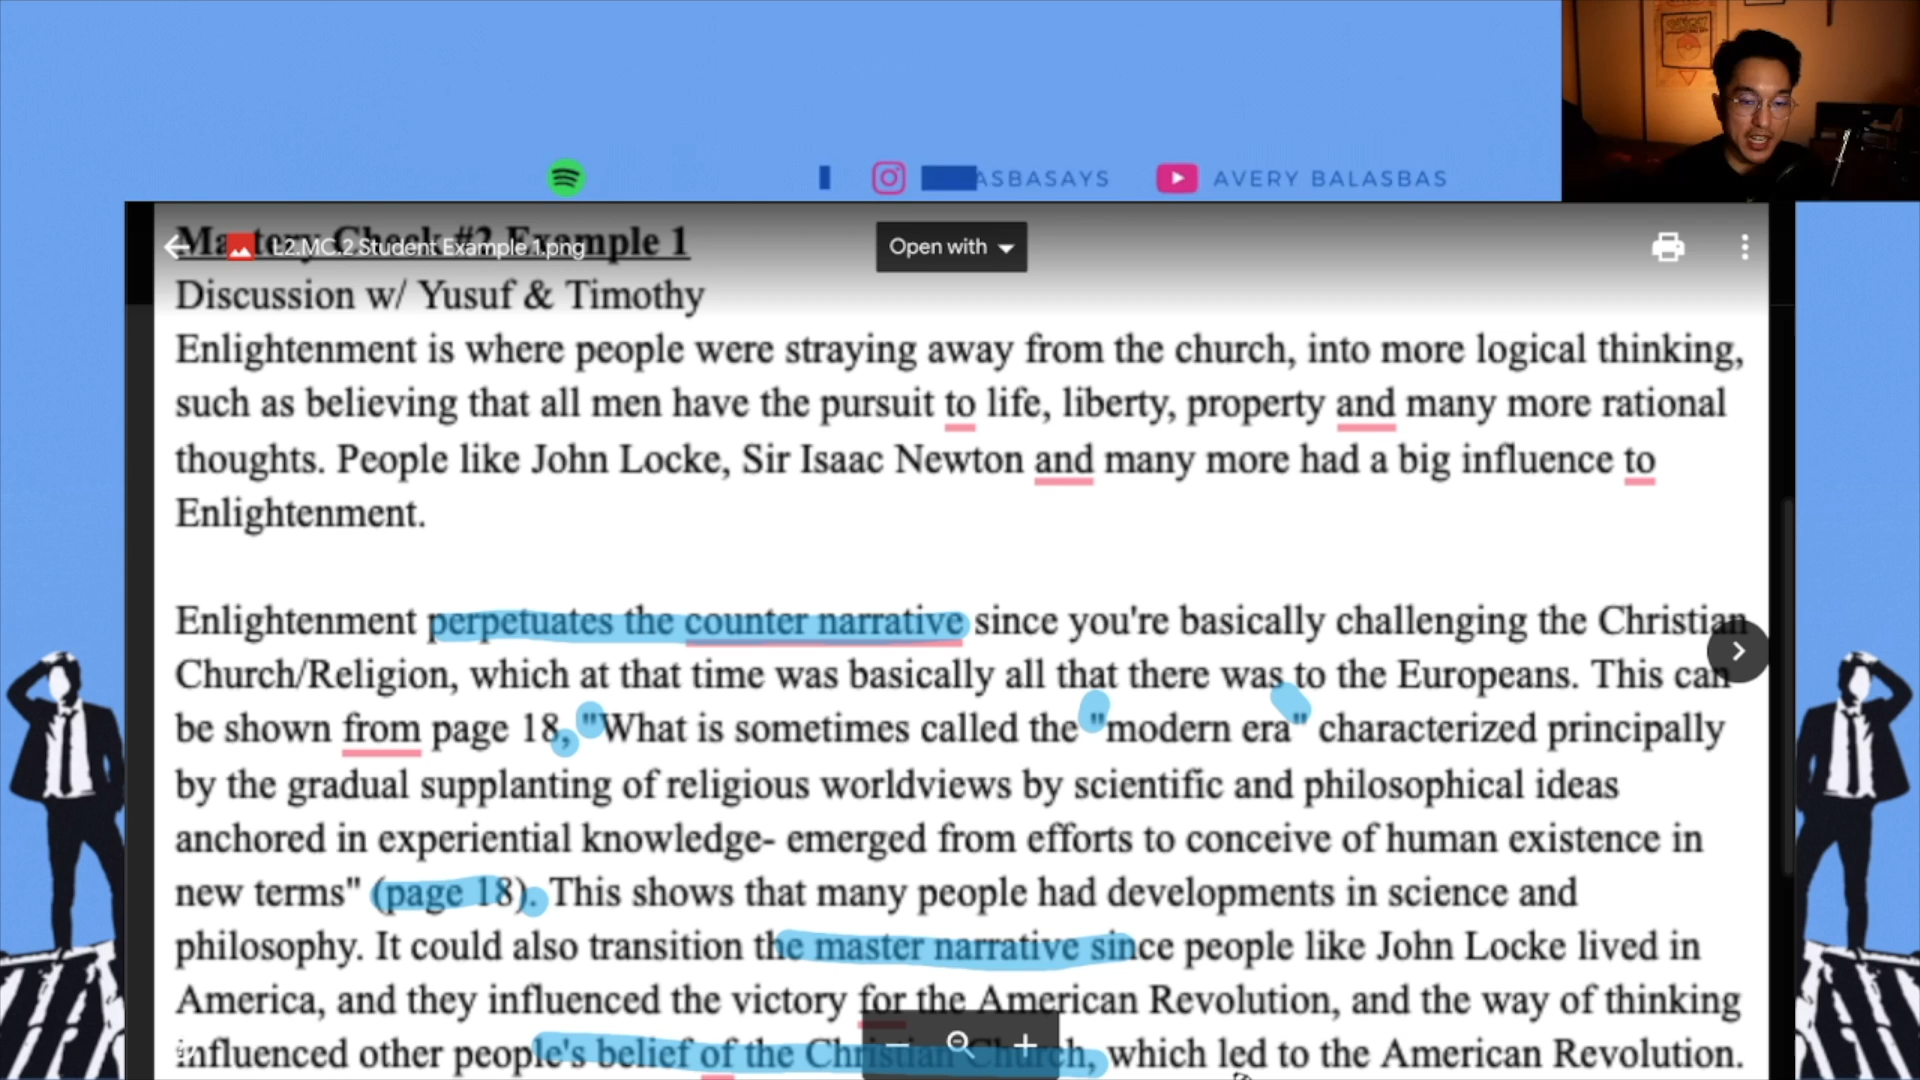 ASBASAYS AVERY BALASBAS
Mastery Check #2 Example 1
L2.MC.2 Student Example 1.png
Open with
Discussion w/ Yusuf & Timothy
Enlightenment is where people were straying away from the church, into more logical thinking,
such as believing that all men have the pursuit to life, liberty, property and many more rational
thoughts. People like John Locke, Sir Isaac Newton and many more had a big influence to
Enlightenment.
Enlightenment perpetuates the counter narrative since you're basically challenging the Christian
Church/Religion, which at that time was basically all that there was to the Europeans. This can
be shown from page 18, "What is sometimes called the "modern era" characterized principally
by the gradual supplanting of religious worldviews by scientific and philosophical ideas
anchored in experiential knowledge- emerged from efforts to conceive of human existence in
new terms" (page 18). This shows that many people had developments in science and
philosophy. It could also transition the master narrative since people like John Locke lived in
America, and they influenced the victory for the American Revolution, and the way of thinking
influenced other people's belief of the Christian Church, which led to the American Revolution.